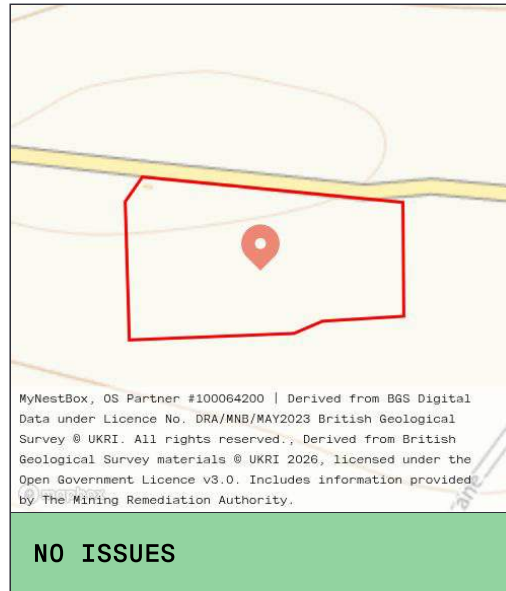 MyNestBox, OS Partner #100064200 | Derived from BGS Digital
Data under Licence No. DRA/MNB/MAY2023 British Geological
Survey © UKRI. All rights reserved., Derived from British
Geological Survey materials © UKRI 2026, licensed under the
Open Government Licence v3.0. Includes information provided
by The Mining Remediation Authority.
mapbox
NO ISSUES